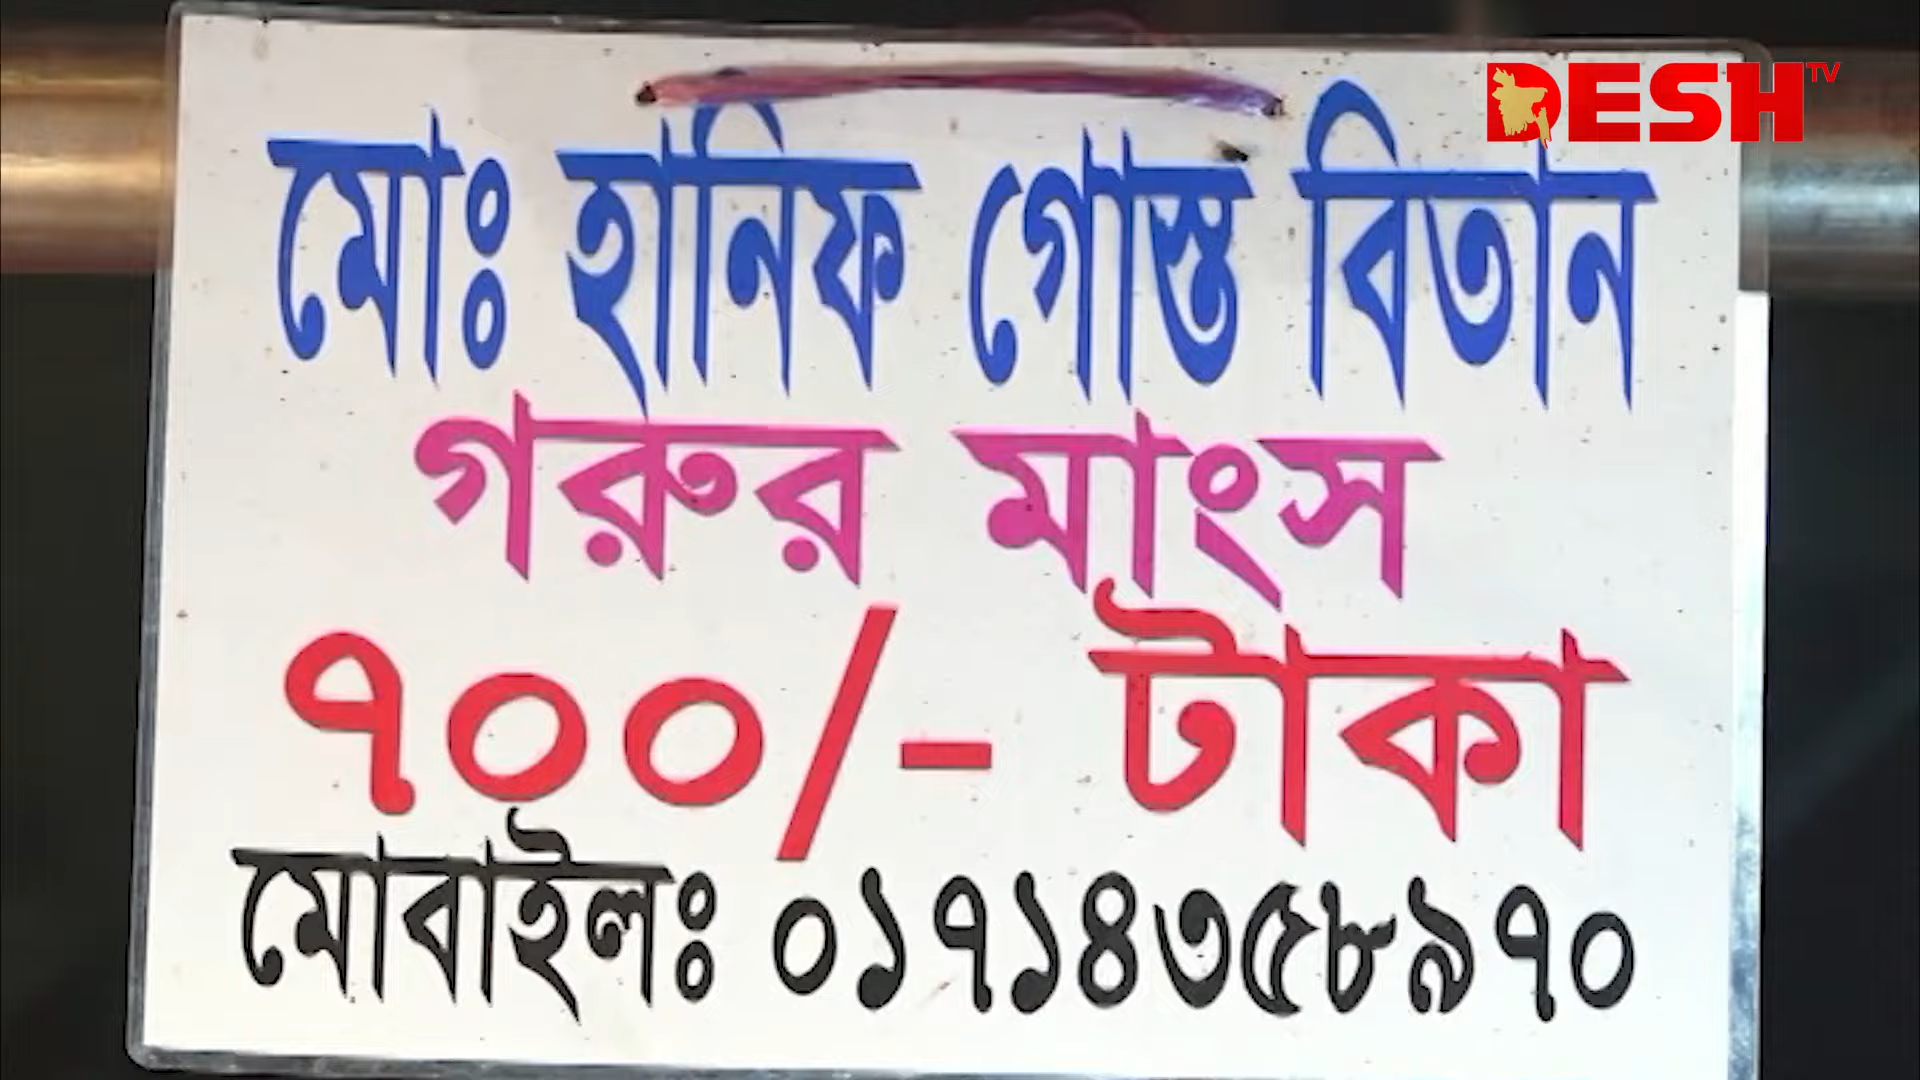 DESH TV
মোঃ হানিফ গোস্ত বিতান
গরুর মাংস
৭০০/- টাকা
মোবাইলঃ ০১৭১৪৩৫৮৯৭০